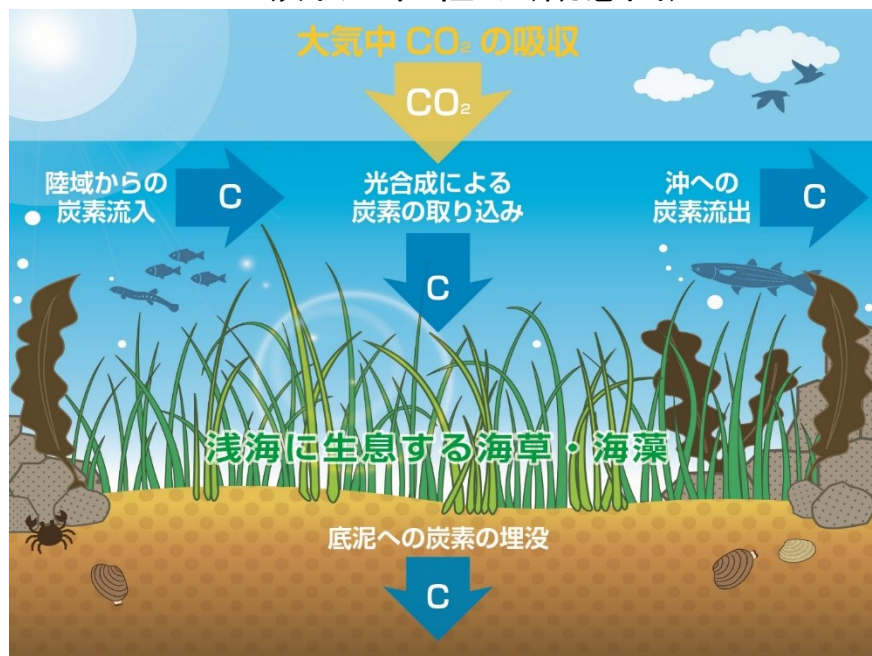 大気中 CO₂ の吸収
CO₂
陸域からの
炭素流入
C
光合成による
炭素の取り込み
沖への
炭素流出
C
C
浅海に生息する海草・海藻
底泥への炭素の埋没
C